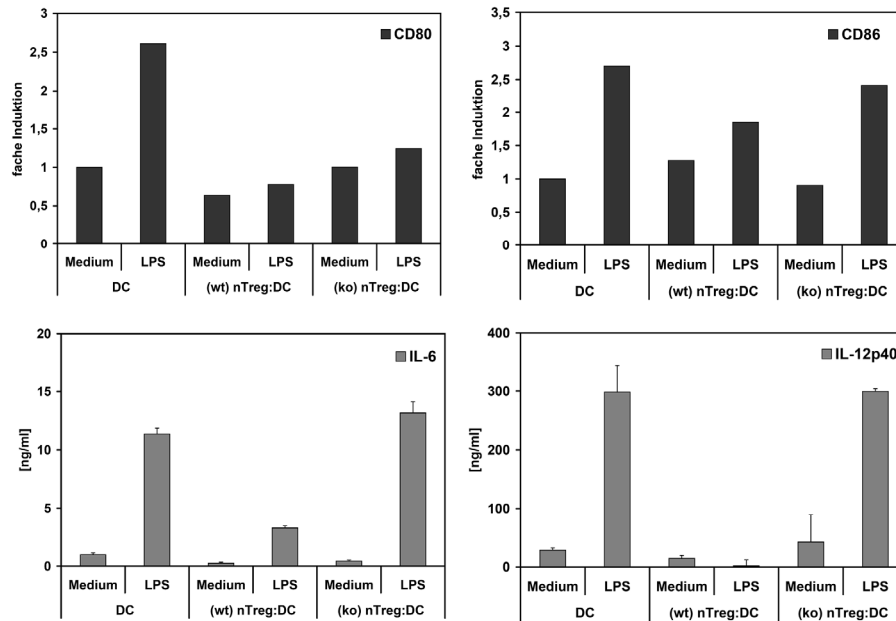 CD80
fache Induktion
3
2,5
2
1,5
1
0,5
0
Medium LPS Medium LPS Medium LPS
DC (wt) nTreg:DC (ko) nTreg:DC
CD86
fache Induktion
3,5
3
2,5
2
1,5
1
0,5
0
Medium LPS Medium LPS Medium LPS
DC (wt) nTreg:DC (ko) nTreg:DC
IL-6
[ng/ml]
20
15
10
5
0
Medium LPS Medium LPS Medium LPS
DC (wt) nTreg:DC (ko) nTreg:DC
IL-12p40
[ng/ml]
400
300
200
100
0
Medium LPS Medium LPS Medium LPS
DC (wt) nTreg:DC (ko) nTreg:DC